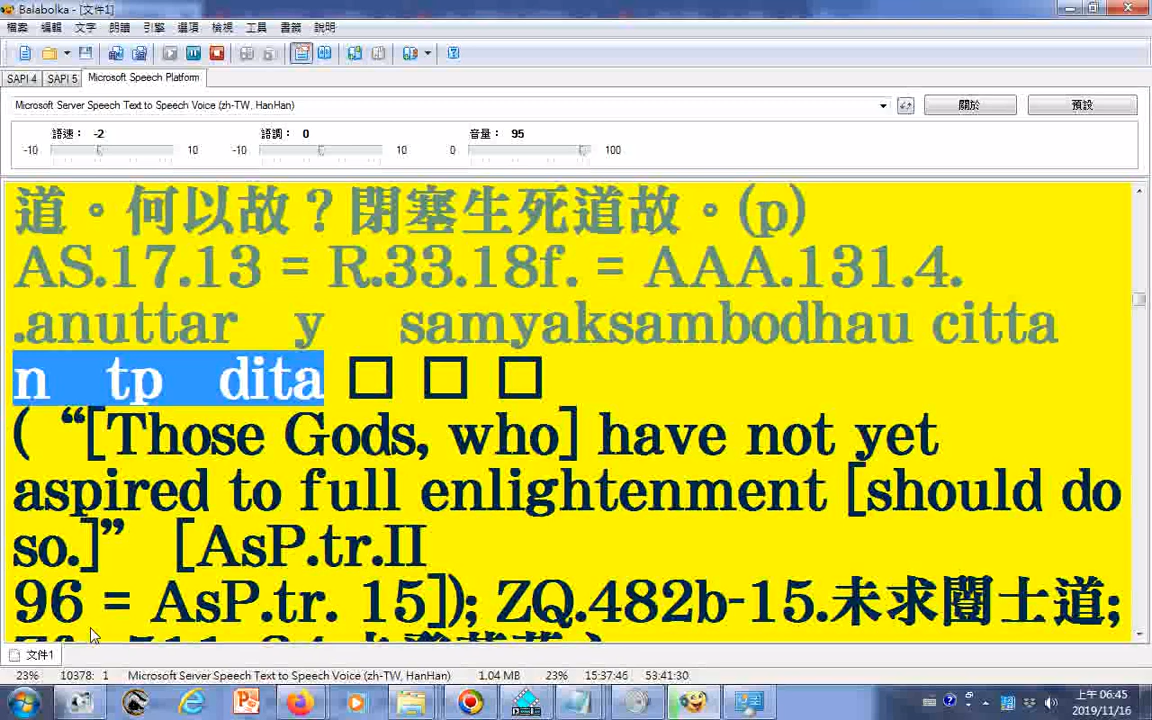 Balabolka - [文件1]
檔案 編輯 文字 朗讀 引擎 選項 檢視 工具 書籤 說明
SAPI 4 SAPI 5 Microsoft Speech Platform
Microsoft Server Speech Text to Speech Voice (zh-TW, HanHan) 關於 預設
語速： -2 語調： 0 音量： 95
-10 10 -10 10 0 100
道。何以故？閉塞生死道故。(p)
AS.17.13 = R.33.18f. = AAA.131.4.
.anuttar y samyaksambodhau citta
n tp dita □ □ □
( “[Those Gods, who] have not yet
aspired to full enlightenment [should do
so.]” [AsP.tr.II
96 = AsP.tr. 15]); ZQ.482b-15.未求闓士道;
文件1
23% 10378: 1 Microsoft Server Speech Text to Speech Voice (zh-TW, HanHan) 1.04 MB 23% 15:37:46 53:41:30
上午 06:45
2019/11/16